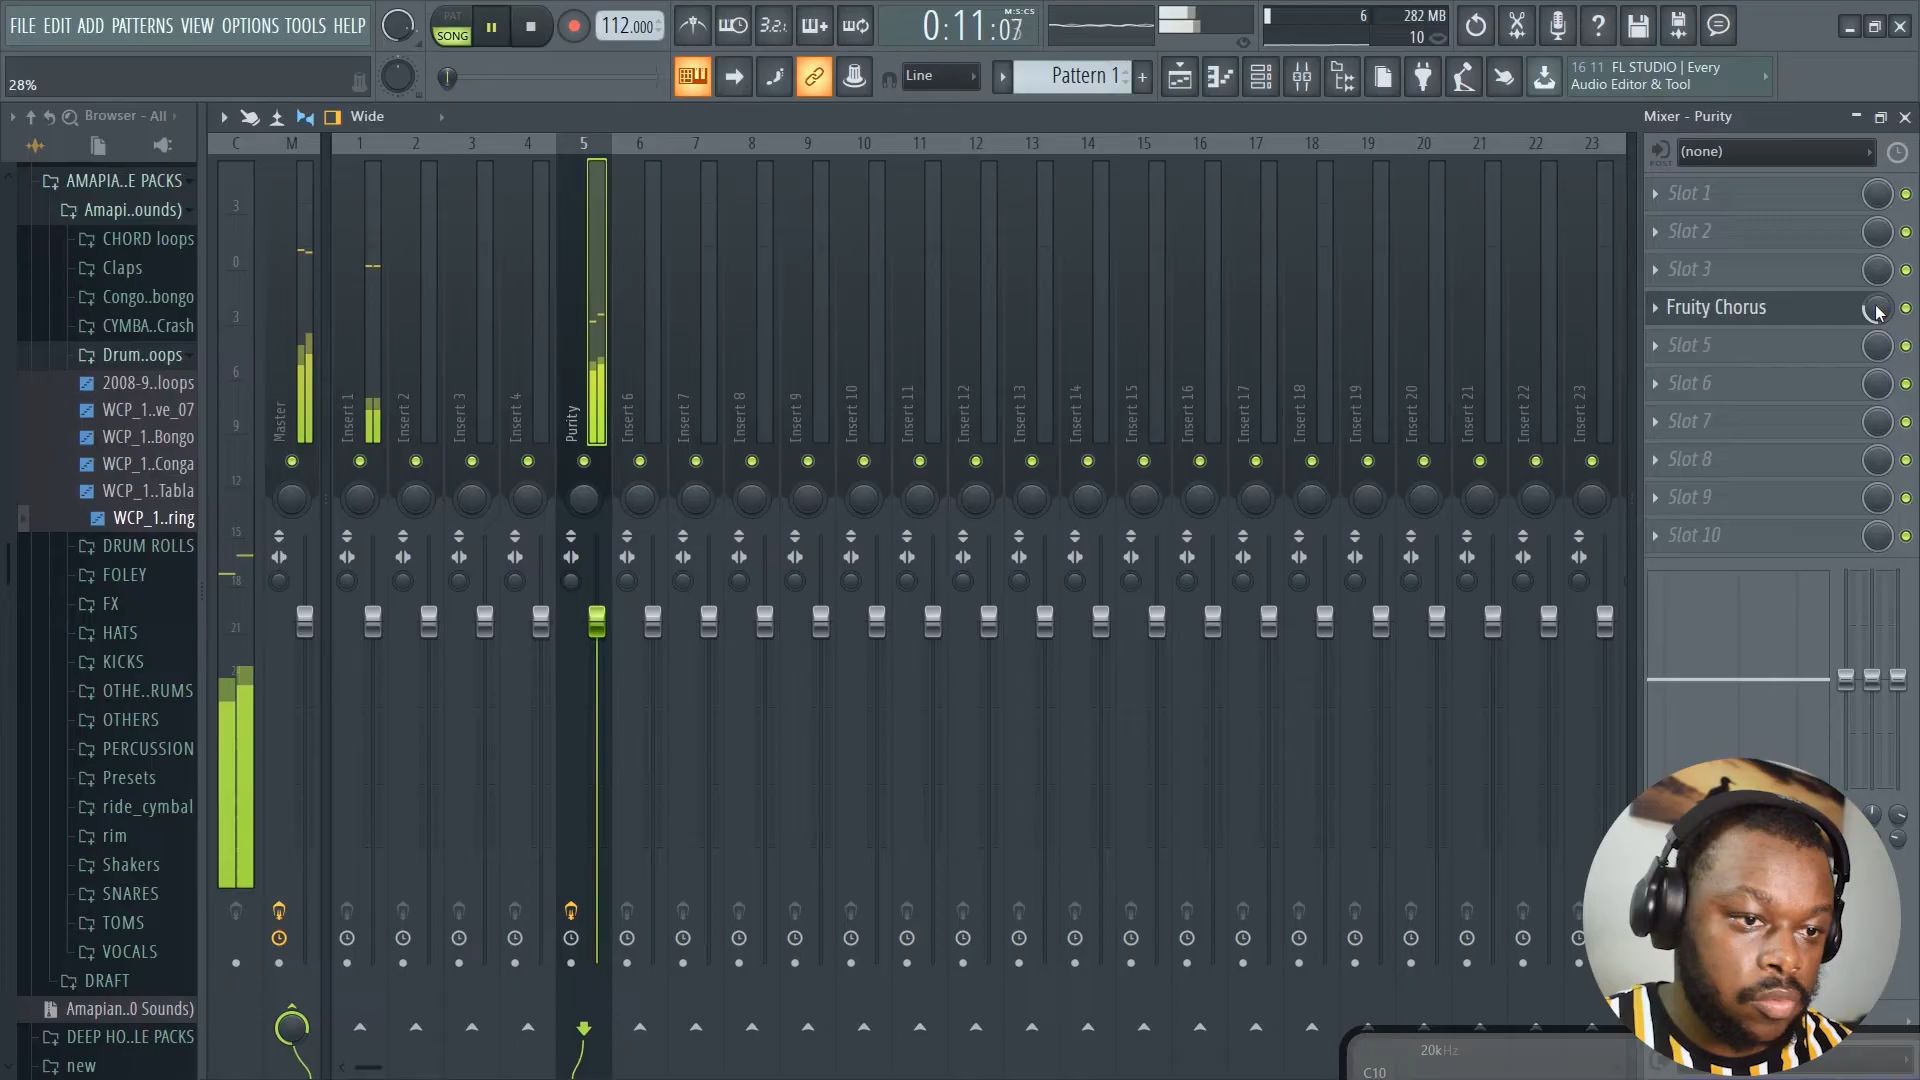 FILE EDIT ADD PATTERNS VIEW OPTIONS TOOLS HELP
PAT
SONG
112.000
3.2.
0:11:07
M:S:CS
6
282 MB
10
28%
Line
Pattern 1
+
16 11 FL STUDIO | Every
Audio Editor & Tool
Browser - All
Wide
Mixer - Purity
C M 1 2 3 4 5 6 7 8 9 10 11 12 13 14 15 16 17 18 19 20 21 22 23
POST
(none)
AMAPIA..E PACKS
Amapi..ounds)
CHORD loops
Claps
Congo..bongo
CYMBA..Crash
Drum..oops
2008-9..loops
WCP_1..ve_07
WCP_1..Bongo
WCP_1..Conga
WCP_1..Tabla
WCP_1..ring
DRUM ROLLS
FOLEY
FX
HATS
KICKS
OTHE..RUMS
OTHERS
PERCUSSION
Presets
ride_cymbal
rim
Shakers
SNARES
TOMS
VOCALS
DRAFT
Amapian..0 Sounds)
DEEP HO..LE PACKS
new
3
0
3
6
9
12
15
18
21
Master
Insert 1
Insert 2
Insert 3
Insert 4
Purity
Insert 6
Insert 7
Insert 8
Insert 9
Insert 10
Insert 11
Insert 12
Insert 13
Insert 14
Insert 15
Insert 16
Insert 17
Insert 18
Insert 19
Insert 20
Insert 21
Insert 22
Insert 23
Slot 1
Slot 2
Slot 3
Fruity Chorus
Slot 5
Slot 6
Slot 7
Slot 8
Slot 9
Slot 10
20kHz
C10